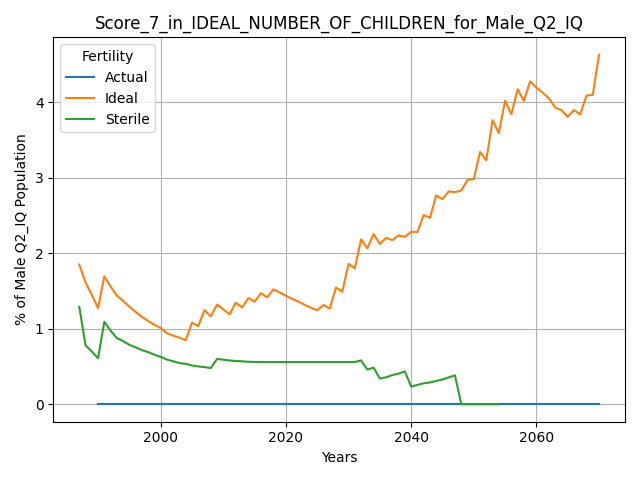 Score_7_in_IDEAL_NUMBER_OF_CHILDREN_for_Male_Q2_IQ
Fertility
Actual
Ideal
Sterile
% of Male Q2_IQ Population
4
3
2
1
0
2000 2020 2040 2060
Years